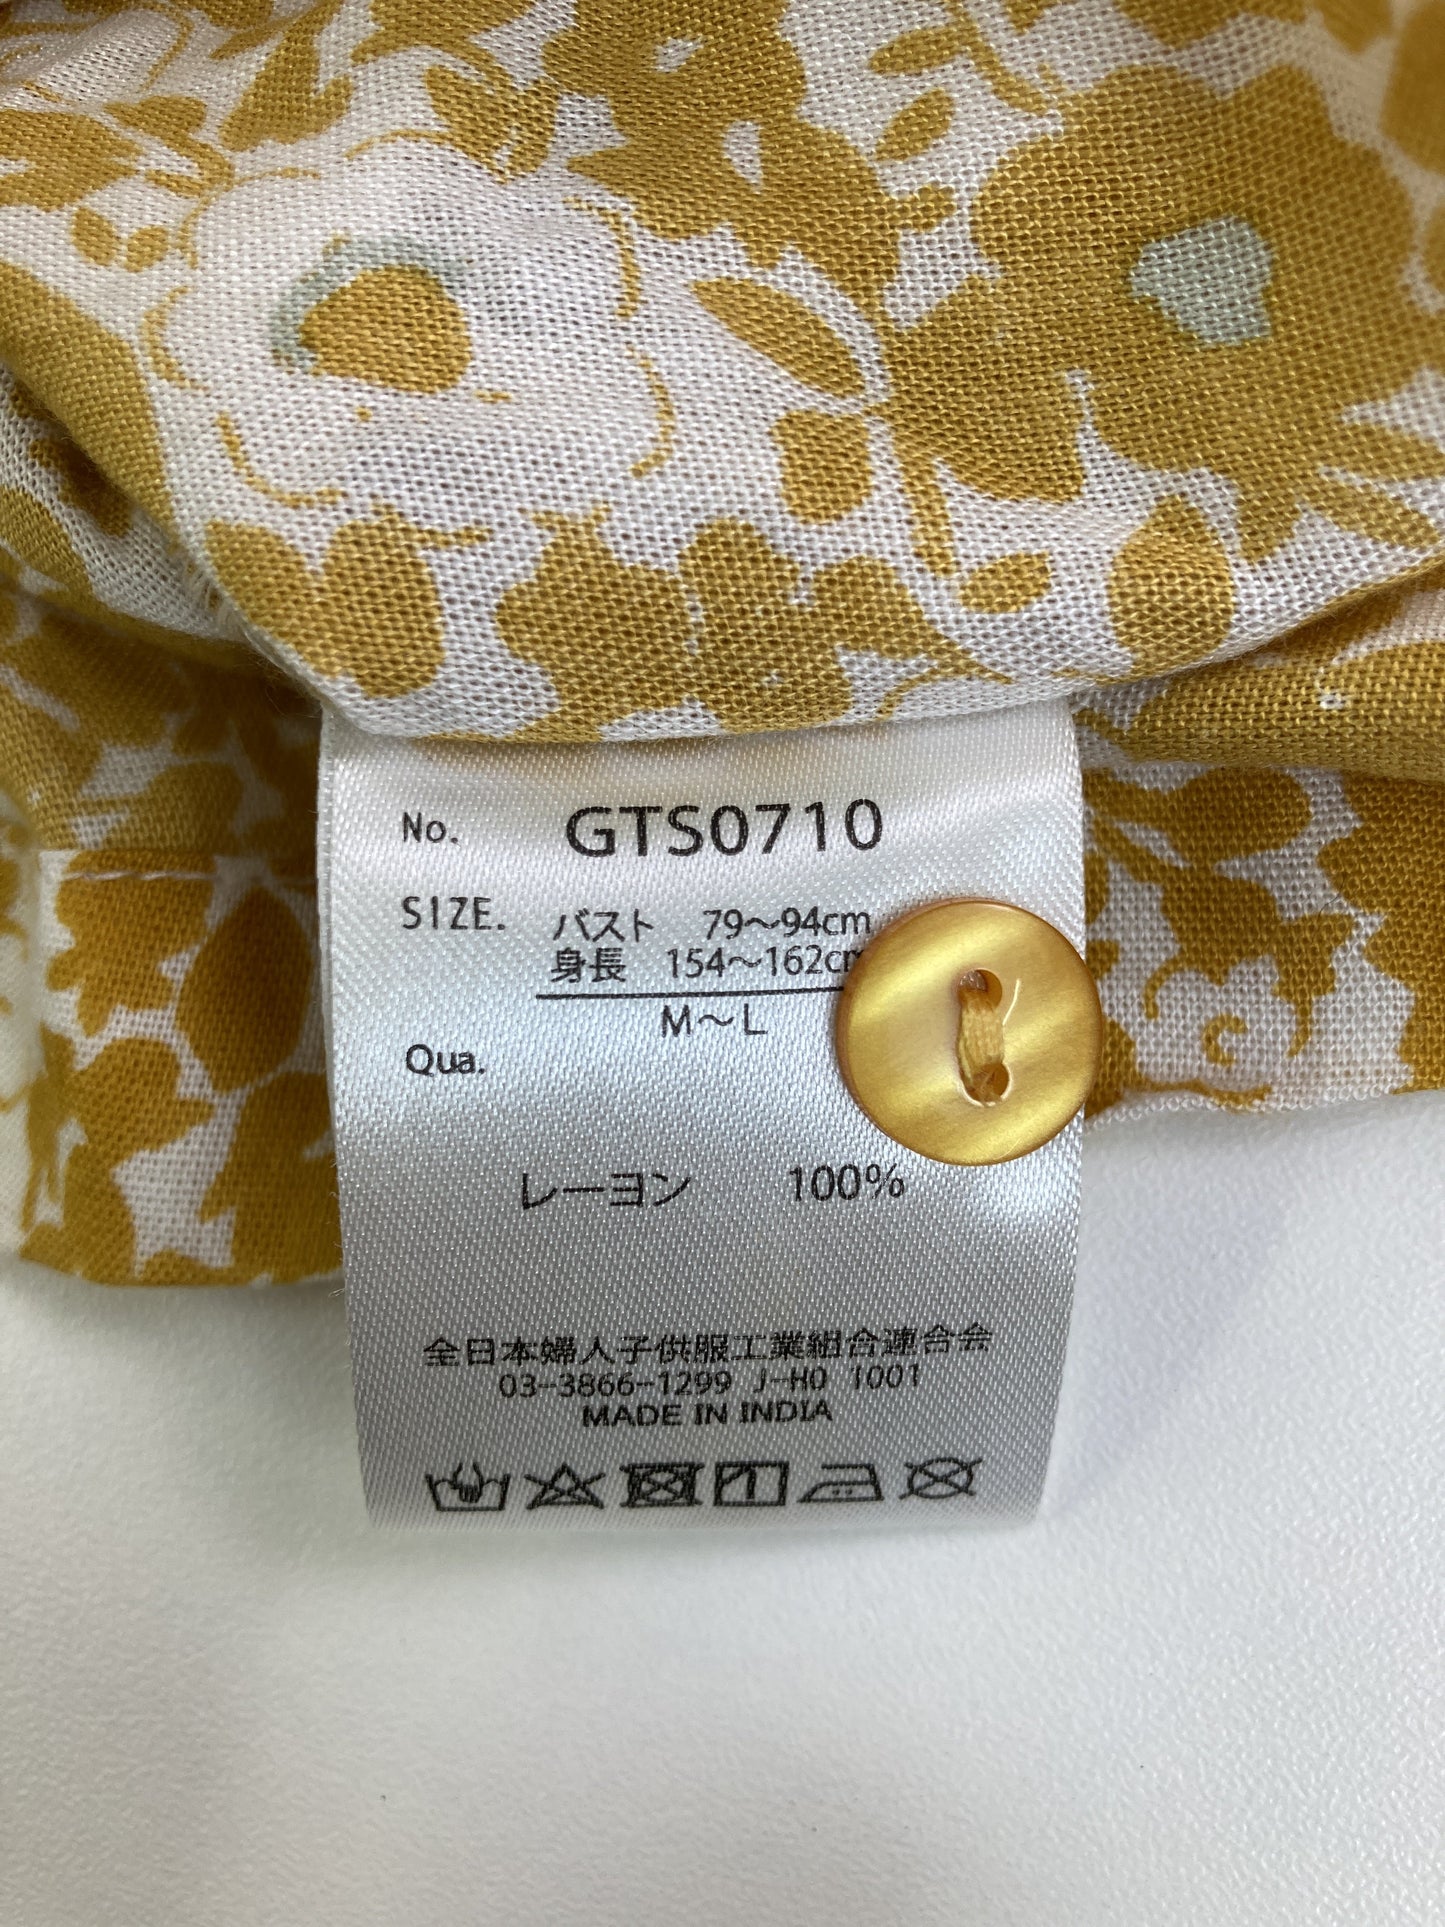 No. GTS0710
SIZE. バスト 79～94cm
身長 154～162cm
M～L
Qua.
レーヨン 100%
全日本婦人子供服工業組合連合会
03-3866-1299 J-HO 1001
MADE IN INDIA